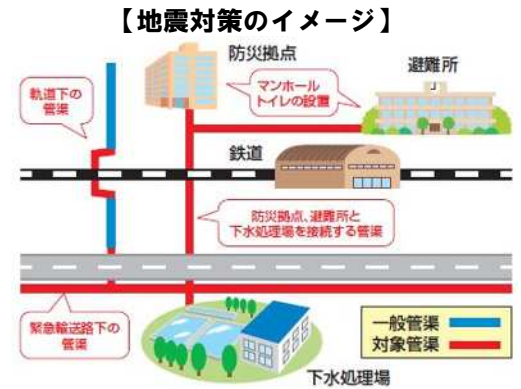 【地震対策のイメージ】
防災拠点
避難所
軌道下の
管渠
マンホール
トイレの設置
鉄道
防災拠点、避難所と
下水処理場を接続する管渠
緊急輸送路下の
管渠
一般管渠
対象管渠
下水処理場